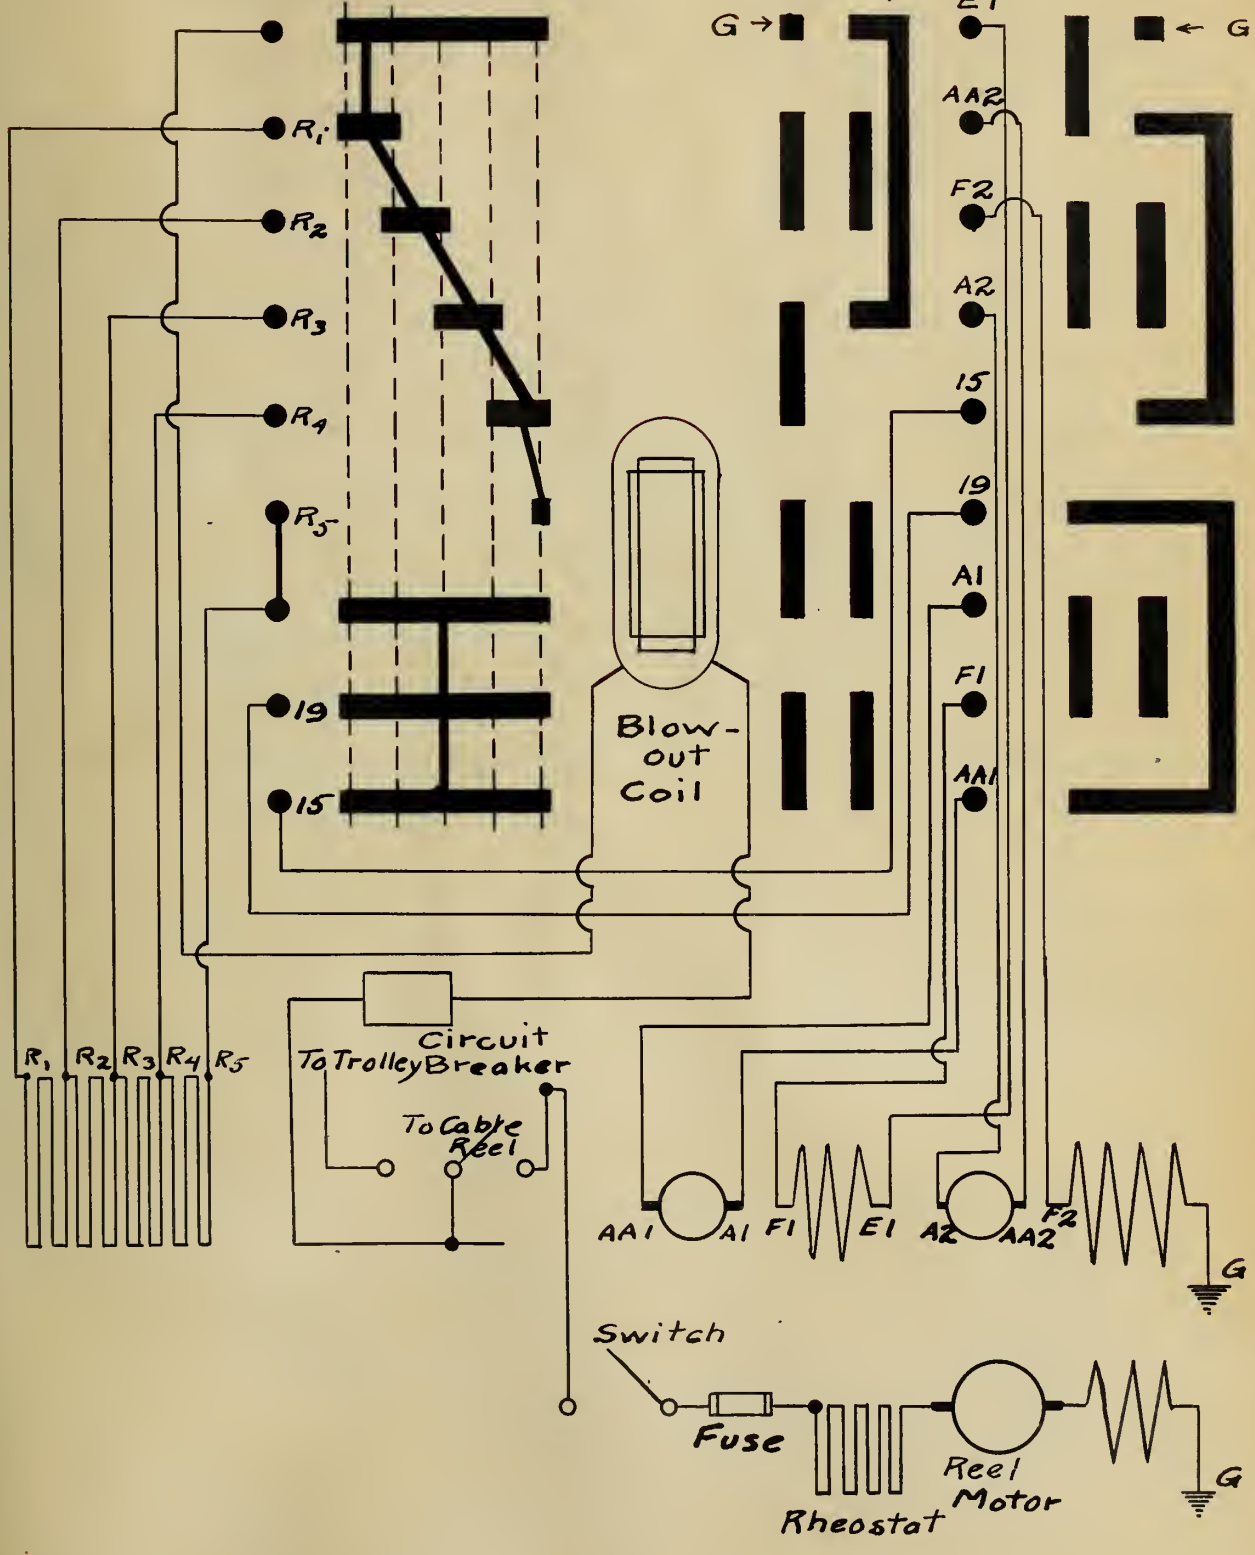 G → E1 ← G
R1 AA2
R2 F2
R3 A2
R4 15
R5 19
A1
19 F1
Blow-
out
Coil
15 AA1
Circuit
Breaker
To Trolley
R1 R2 R3 R4 R5
To Cable
Reel
AA1 A1 F1 E1 A2 AA2 F2
G
Switch
Fuse
Reel
Motor
G
Rheostat